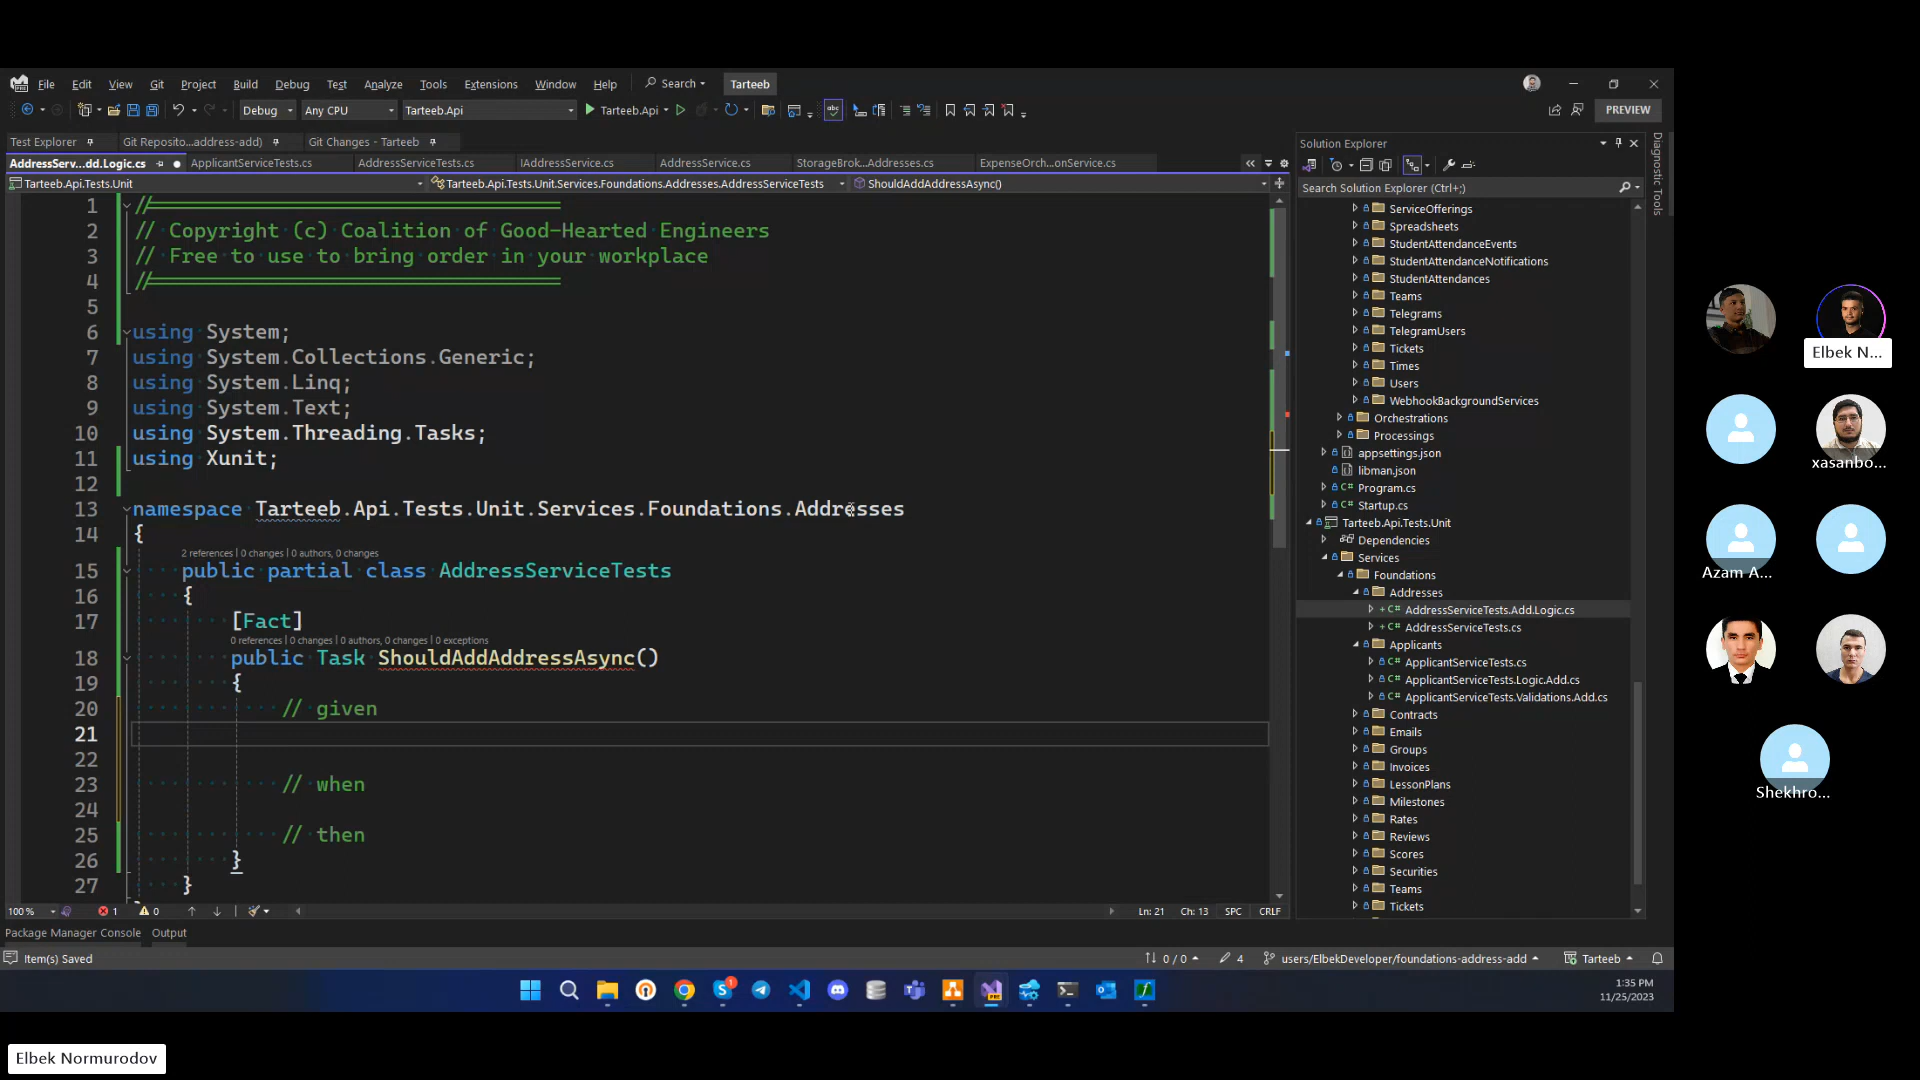 File Edit View Git Project Build Debug Test Analyze Tools Extensions Window Help Search Tarteeb
Debug Any CPU Tarteeb.Api Tarteeb.Api PREVIEW
Test Explorer Git Reposito...address-add) Git Changes - Tarteeb
AddressServ...dd.Logic.cs ApplicantServiceTests.cs AddressServiceTests.cs IAddressService.cs AddressService.cs StorageBrok...Addresses.cs ExpenseOrch...onService.cs
Tarteeb.Api.Tests.Unit Tarteeb.Api.Tests.Unit.Services.Foundations.Addresses.AddressServiceTests ShouldAddAddressAsync()
1 //═════════════════════════════════
2 // Copyright (c) Coalition of Good-Hearted Engineers
3 // Free to use to bring order in your workplace
4 //═════════════════════════════════
5
6 using System;
7 using System.Collections.Generic;
8 using System.Linq;
9 using System.Text;
10 using System.Threading.Tasks;
11 using Xunit;
12
13 namespace Tarteeb.Api.Tests.Unit.Services.Foundations.Addresses
14 {
2 references | 0 changes | 0 authors, 0 changes
15 public partial class AddressServiceTests
16 {
17 [Fact]
0 references | 0 changes | 0 authors, 0 changes | 0 exceptions
18 public Task ShouldAddAddressAsync()
19 {
20 // given
21
22
23 // when
24
25 // then
26 }
27 }
100 % 1 0 Ln: 21 Ch: 13 SPC CRLF
Package Manager Console Output
Item(s) Saved 0 / 0 4 users/ElbekDeveloper/foundations-address-add Tarteeb
Solution Explorer
Search Solution Explorer (Ctrl+;)
ServiceOfferings
Spreadsheets
StudentAttendanceEvents
StudentAttendanceNotifications
StudentAttendances
Teams
Telegrams
TelegramUsers
Tickets
Times
Users
WebhookBackgroundServices
Orchestrations
Processings
appsettings.json
libman.json
Program.cs
Startup.cs
Tarteeb.Api.Tests.Unit
Dependencies
Services
Foundations
Addresses
AddressServiceTests.Add.Logic.cs
AddressServiceTests.cs
Applicants
ApplicantServiceTests.cs
ApplicantServiceTests.Logic.Add.cs
ApplicantServiceTests.Validations.Add.cs
Contracts
Emails
Groups
Invoices
LessonPlans
Milestones
Rates
Reviews
Scores
Securities
Teams
Tickets
Diagnostic Tools
1
1:35 PM
11/25/2023
Elbek N...
xasanbo...
Azam A...
Shekhro...
Elbek Normurodov